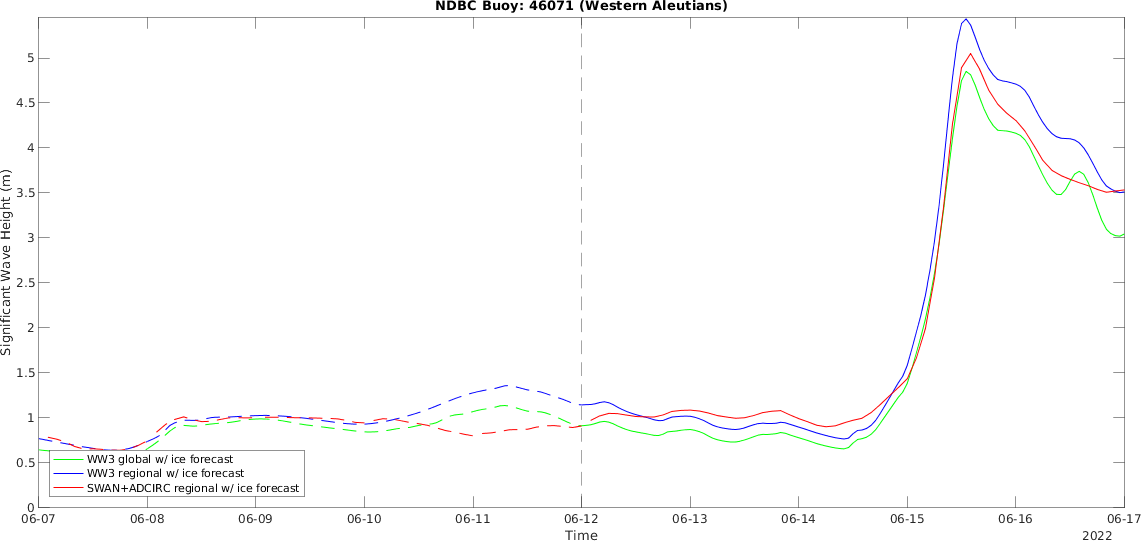 NDBC Buoy: 46071 (Western Aleutians)
Significant Wave Height (m)
5
4.5
4
3.5
3
2.5
2
1.5
1
0.5
0
WW3 global w/ ice forecast
WW3 regional w/ ice forecast
SWAN+ADCIRC regional w/ ice forecast
06-07 06-08 06-09 06-10 06-11 06-12 06-13 06-14 06-15 06-16 06-17
Time
2022